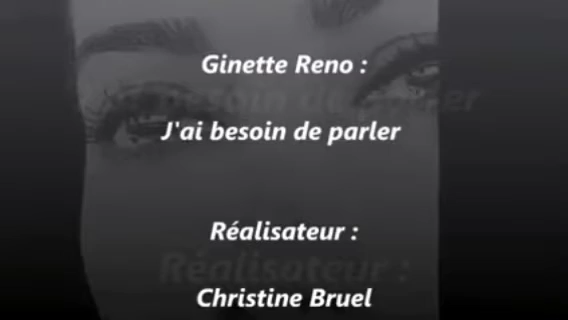 Ginette Reno :
J'ai besoin de parler
Réalisateur :
Christine Bruel